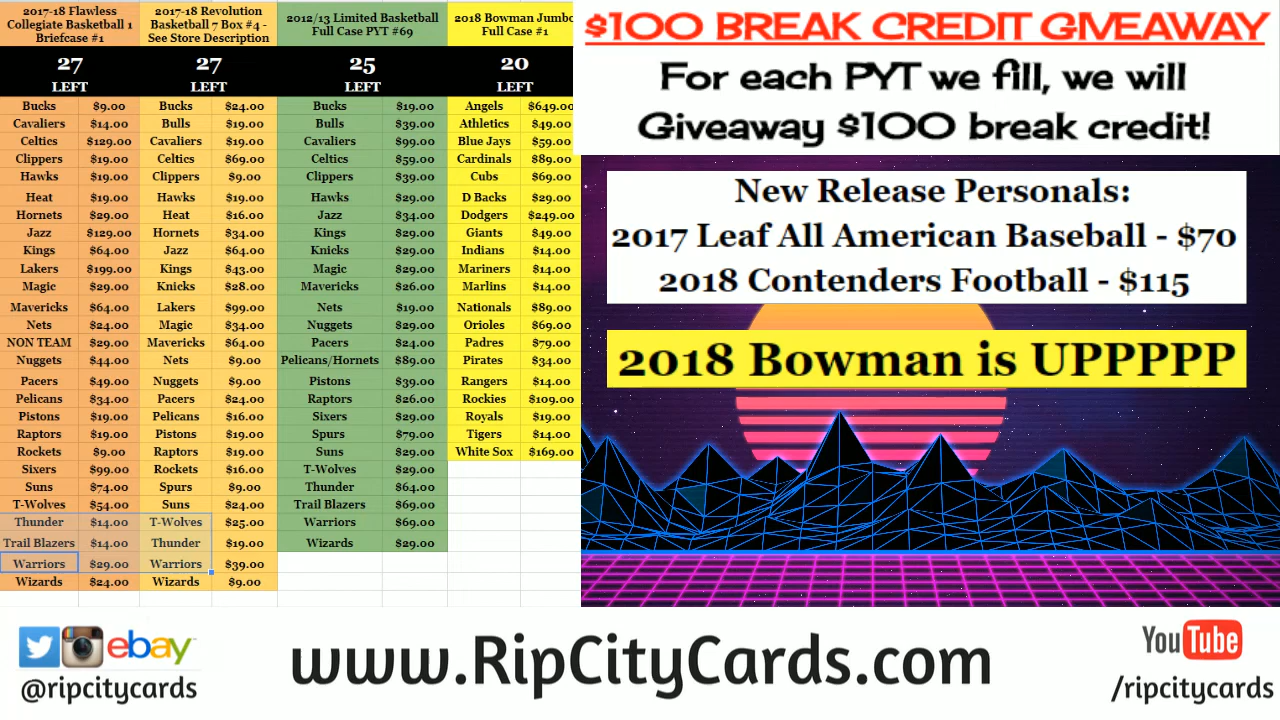 2017-18 Flawless
Collegiate Basketball 1
Briefcase #1
27
LEFT
Bucks $9.00
Cavaliers $14.00
Celtics $129.00
Clippers $19.00
Hawks $19.00
Heat $19.00
Hornets $29.00
Jazz $129.00
Kings $64.00
Lakers $199.00
Magic $29.00
Mavericks $64.00
Nets $24.00
NON TEAM $29.00
Nuggets $44.00
Pacers $49.00
Pelicans $34.00
Pistons $19.00
Raptors $19.00
Rockets $9.00
Sixers $99.00
Suns $74.00
T-Wolves $54.00
Thunder $14.00
Trail Blazers $14.00
Warriors $29.00
Wizards $24.00
2017-18 Revolution
Basketball 7 Box #4 -
See Store Description
27
LEFT
Bucks $24.00
Bulls $19.00
Cavaliers $19.00
Celtics $69.00
Clippers $9.00
Hawks $19.00
Heat $16.00
Hornets $34.00
Jazz $64.00
Kings $43.00
Knicks $28.00
Lakers $99.00
Magic $34.00
Mavericks $64.00
Nets $9.00
Nuggets $9.00
Pacers $24.00
Pelicans $16.00
Pistons $19.00
Raptors $19.00
Rockets $16.00
Spurs $9.00
Suns $24.00
T-Wolves $25.00
Thunder $19.00
Warriors $39.00
Wizards $9.00
2012/13 Limited Basketball
Full Case PYT #69
25
LEFT
Bucks $19.00
Bulls $39.00
Cavaliers $99.00
Celtics $59.00
Clippers $39.00
Hawks $29.00
Jazz $34.00
Kings $29.00
Knicks $29.00
Magic $29.00
Mavericks $26.00
Nets $19.00
Nuggets $29.00
Pacers $24.00
Pelicans/Hornets $89.00
Pistons $39.00
Raptors $26.00
Sixers $29.00
Spurs $79.00
Suns $29.00
T-Wolves $29.00
Thunder $64.00
Trail Blazers $69.00
Warriors $69.00
Wizards $29.00
2018 Bowman Jumbo
Full Case #1
20
LEFT
Angels $649.00
Athletics $49.00
Blue Jays $59.00
Cardinals $89.00
Cubs $69.00
D Backs $29.00
Dodgers $249.00
Giants $49.00
Indians $14.00
Mariners $14.00
Marlins $14.00
Nationals $89.00
Orioles $69.00
Padres $79.00
Pirates $34.00
Rangers $14.00
Rockies $109.00
Royals $19.00
Tigers $14.00
White Sox $169.00
$100 BREAK CREDIT GIVEAWAY
For each PYT we fill, we will
Giveaway $100 break credit!
New Release Personals:
2017 Leaf All American Baseball - $70
2018 Contenders Football - $115
2018 Bowman is UPPPPP
ebay
@ripcitycards
www.RipCityCards.com
YouTube
/ripcitycards